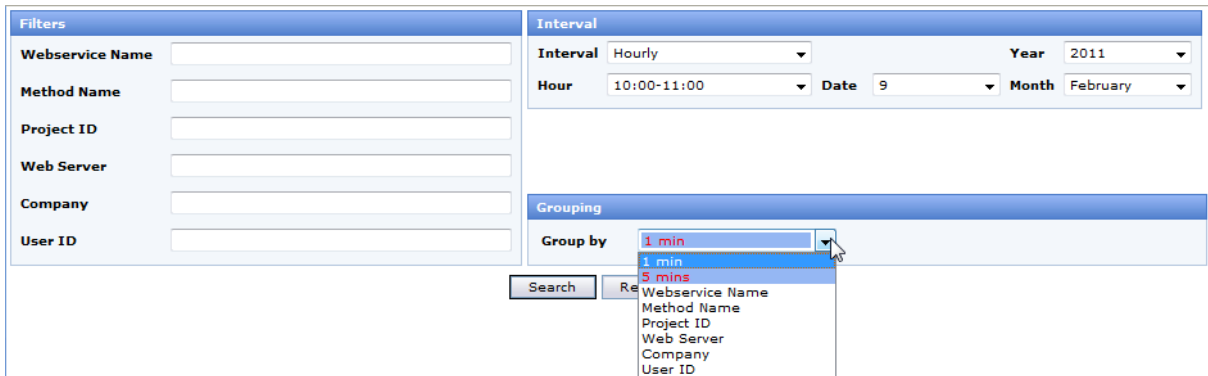 Filters
Webservice Name
Method Name
Project ID
Web Server
Company
User ID
Interval
Interval Hourly Year 2011
Hour 10:00-11:00 Date 9 Month February
Grouping
Group by 1 min
1 min
5 mins
Webservice Name
Method Name
Project ID
Web Server
Company
User ID
Search